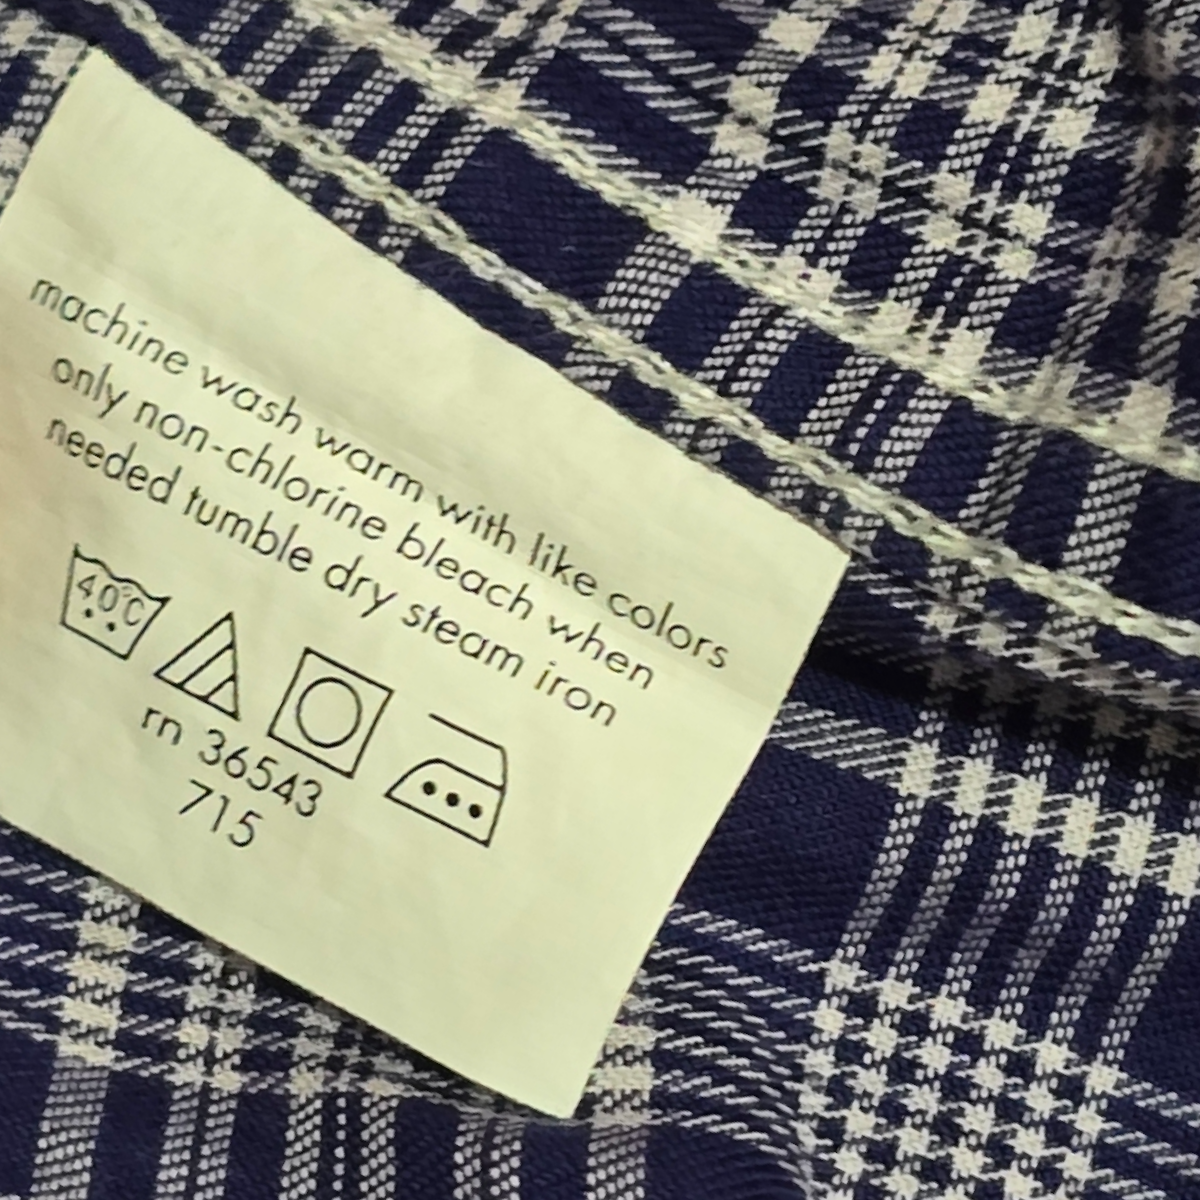 machine wash warm with like colors
only non-chlorine bleach when
needed tumble dry steam iron
40°C
rn 36543
715